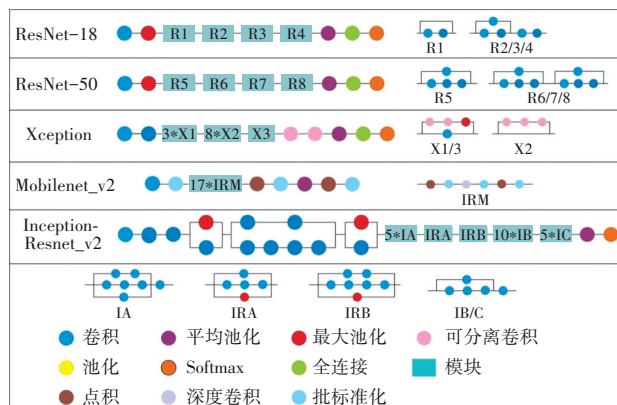 ResNet-18 R1 R2 R3 R4 R1 R2/3/4
ResNet-50 R5 R6 R7 R8 R5 R6/7/8
Xception 3*X1 8*X2 X3 X1/3 X2
Mobilenet_v2 17*IRM IRM
Inception-
Resnet_v2 5*IA IRA IRB 10*IB 5*IC
IA IRA IRB IB/C
卷积 平均池化 最大池化 可分离卷积
池化 Softmax 全连接 模块
点积 深度卷积 批标准化